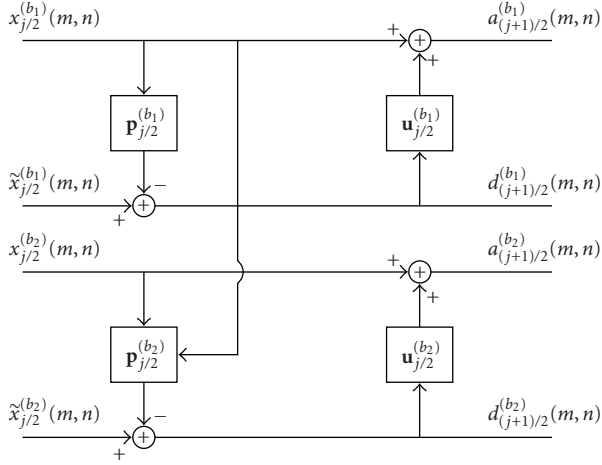 x_{j/2}^{(b_1)}(m, n) + + a_{(j+1)/2}^{(b_1)}(m, n)
+
p_{j/2}^{(b_1)} u_{j/2}^{(b_1)}
x̃_{j/2}^{(b_1)}(m, n) − d_{(j+1)/2}^{(b_1)}(m, n)
+ +
x_{j/2}^{(b_2)}(m, n) + + a_{(j+1)/2}^{(b_2)}(m, n)
+
p_{j/2}^{(b_2)} u_{j/2}^{(b_2)}
x̃_{j/2}^{(b_2)}(m, n) − d_{(j+1)/2}^{(b_2)}(m, n)
+ +